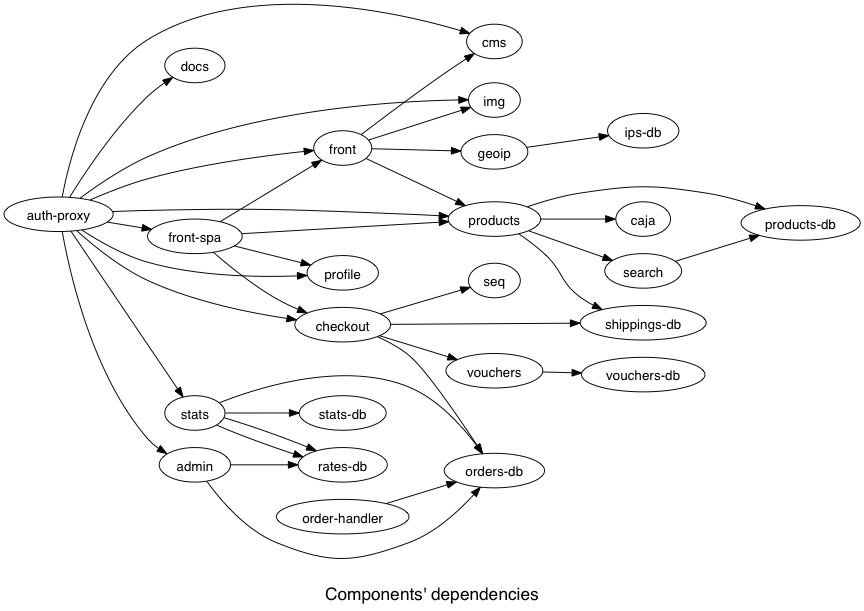 cms
docs
img
ips-db
front
geoip
auth-proxy
products
caja
products-db
front-spa
profile
search
seq
checkout
shippings-db
vouchers
vouchers-db
stats
stats-db
admin
rates-db
orders-db
order-handler
Components' dependencies